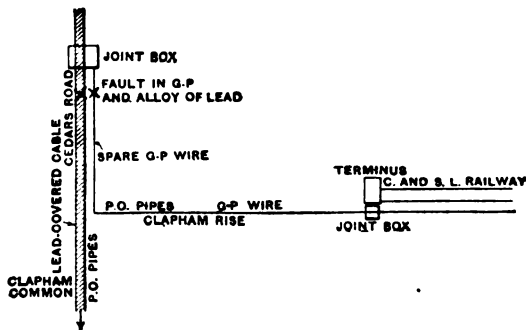 JOINT BOX
FAULT IN G-P
AND ALLOY OF LEAD
CEDARS ROAD
LEAD-COVERED CABLE
SPARE G-P WIRE
TERMINUS
C. AND S. L. RAILWAY
P.O. PIPES G-P WIRE
CLAPHAM RISE
JOINT BOX
P.O. PIPES
CLAPHAM
COMMON